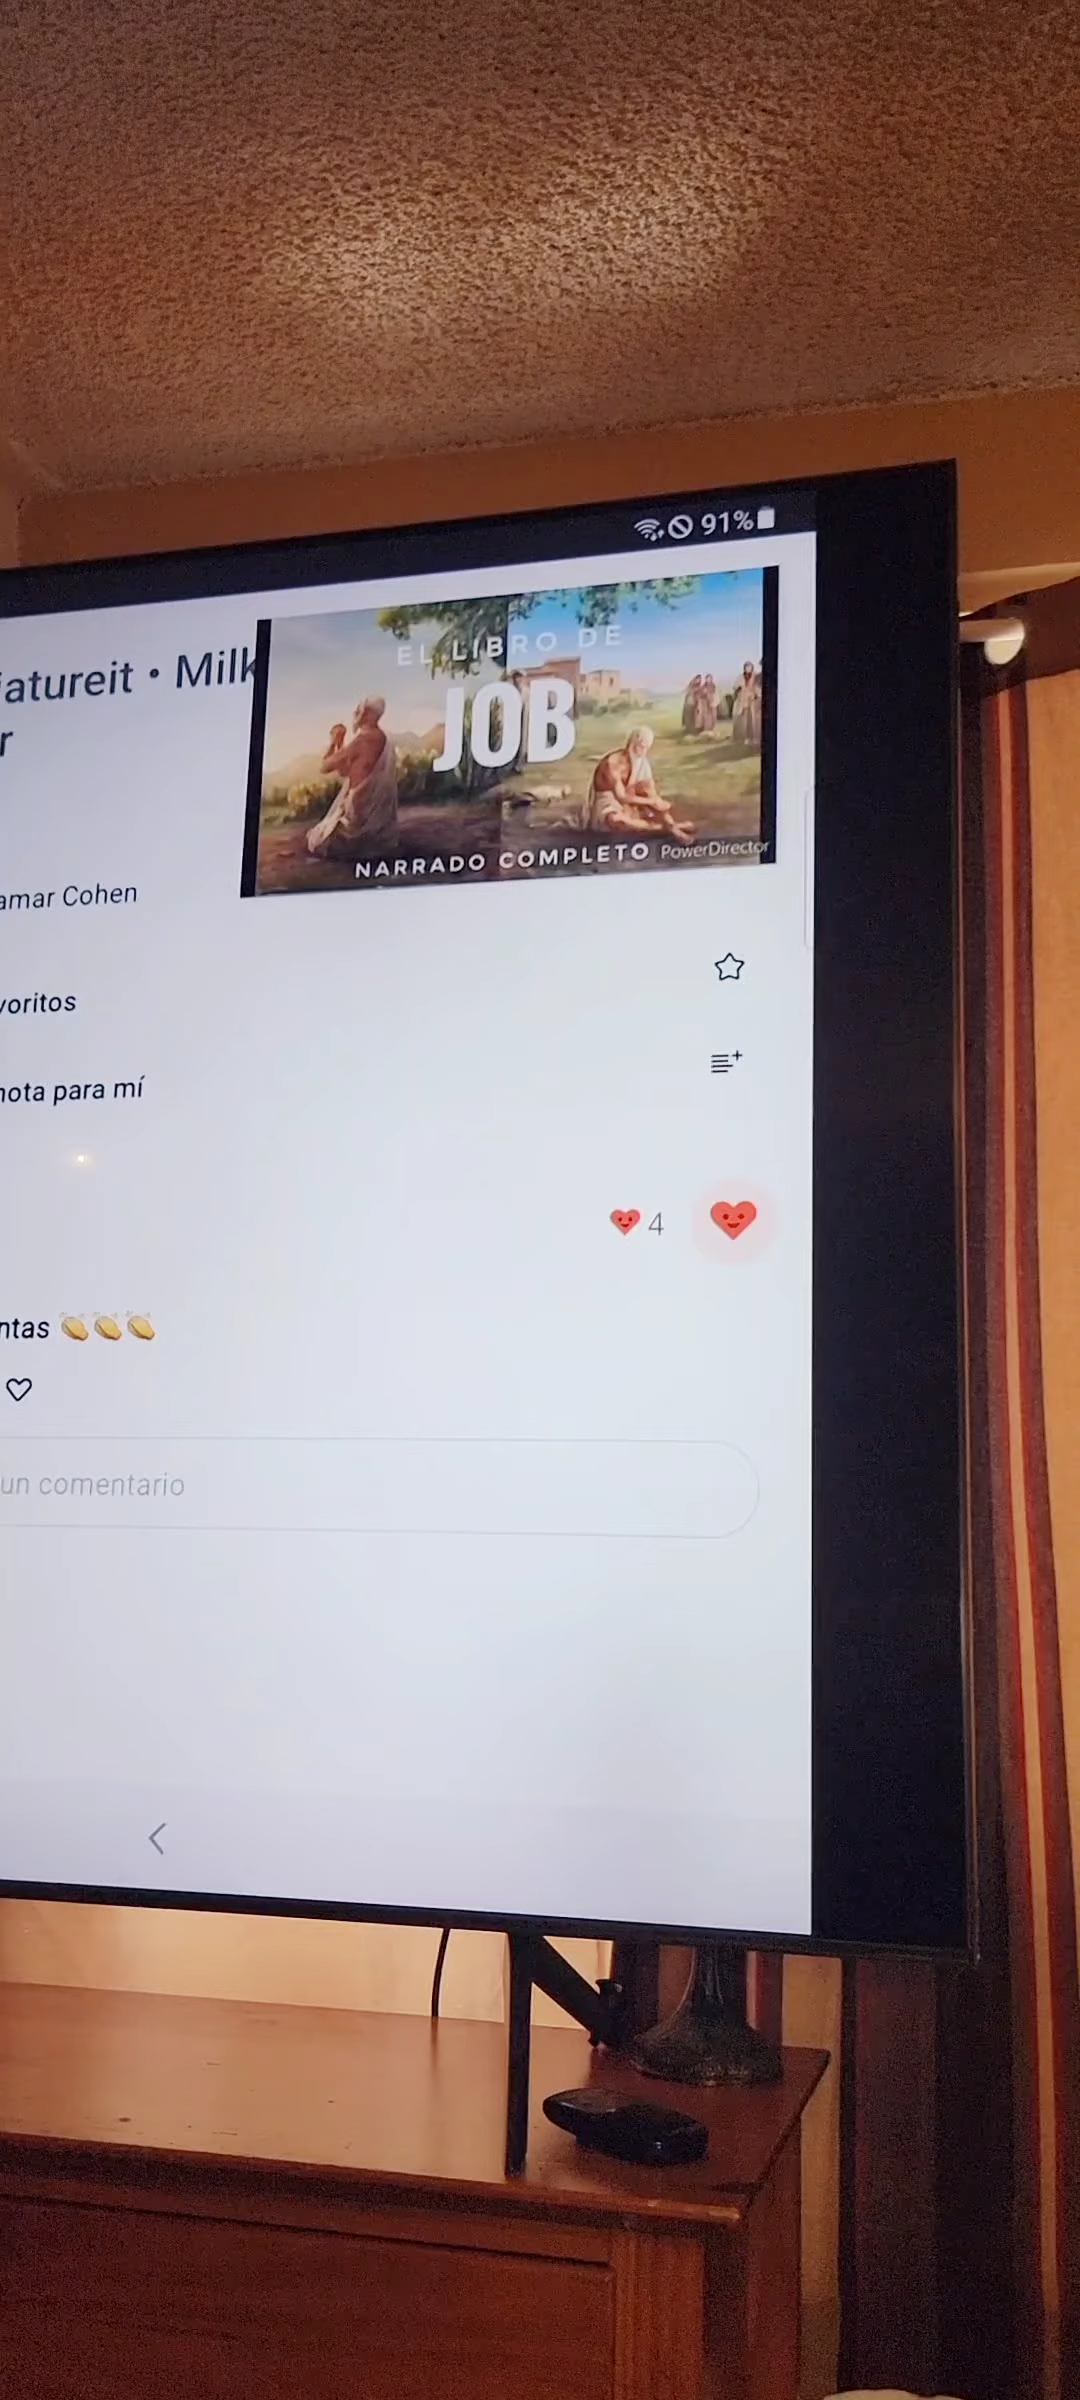 91%
atureit • Milk
r
EL LIBRO DE
JOB
NARRADO COMPLETO PowerDirector
amar Cohen
voritos
nota para mí
4
ntas 👏👏👏
un comentario